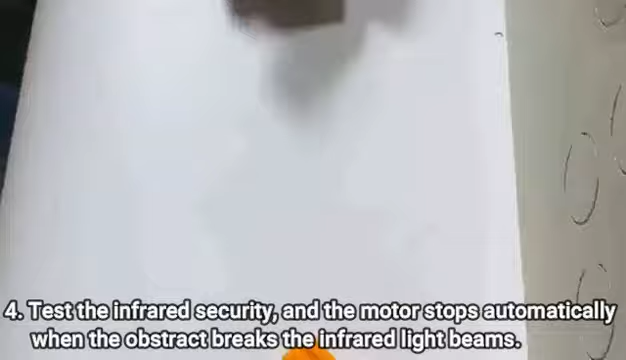 4. Test the infrared security, and the motor stops automatically
when the obstract breaks the infrared light beams.